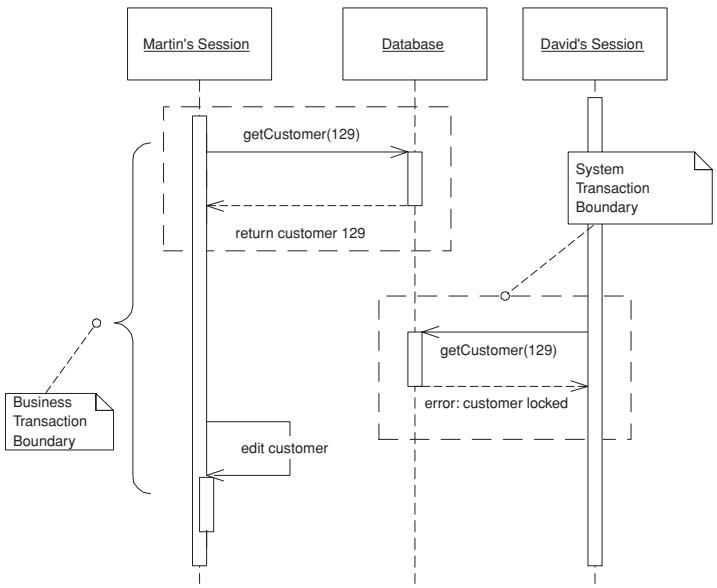 Martin's Session
Database
David's Session
getCustomer(129)
System
Transaction
Boundary
return customer 129
getCustomer(129)
Business
Transaction
Boundary
error: customer locked
edit customer